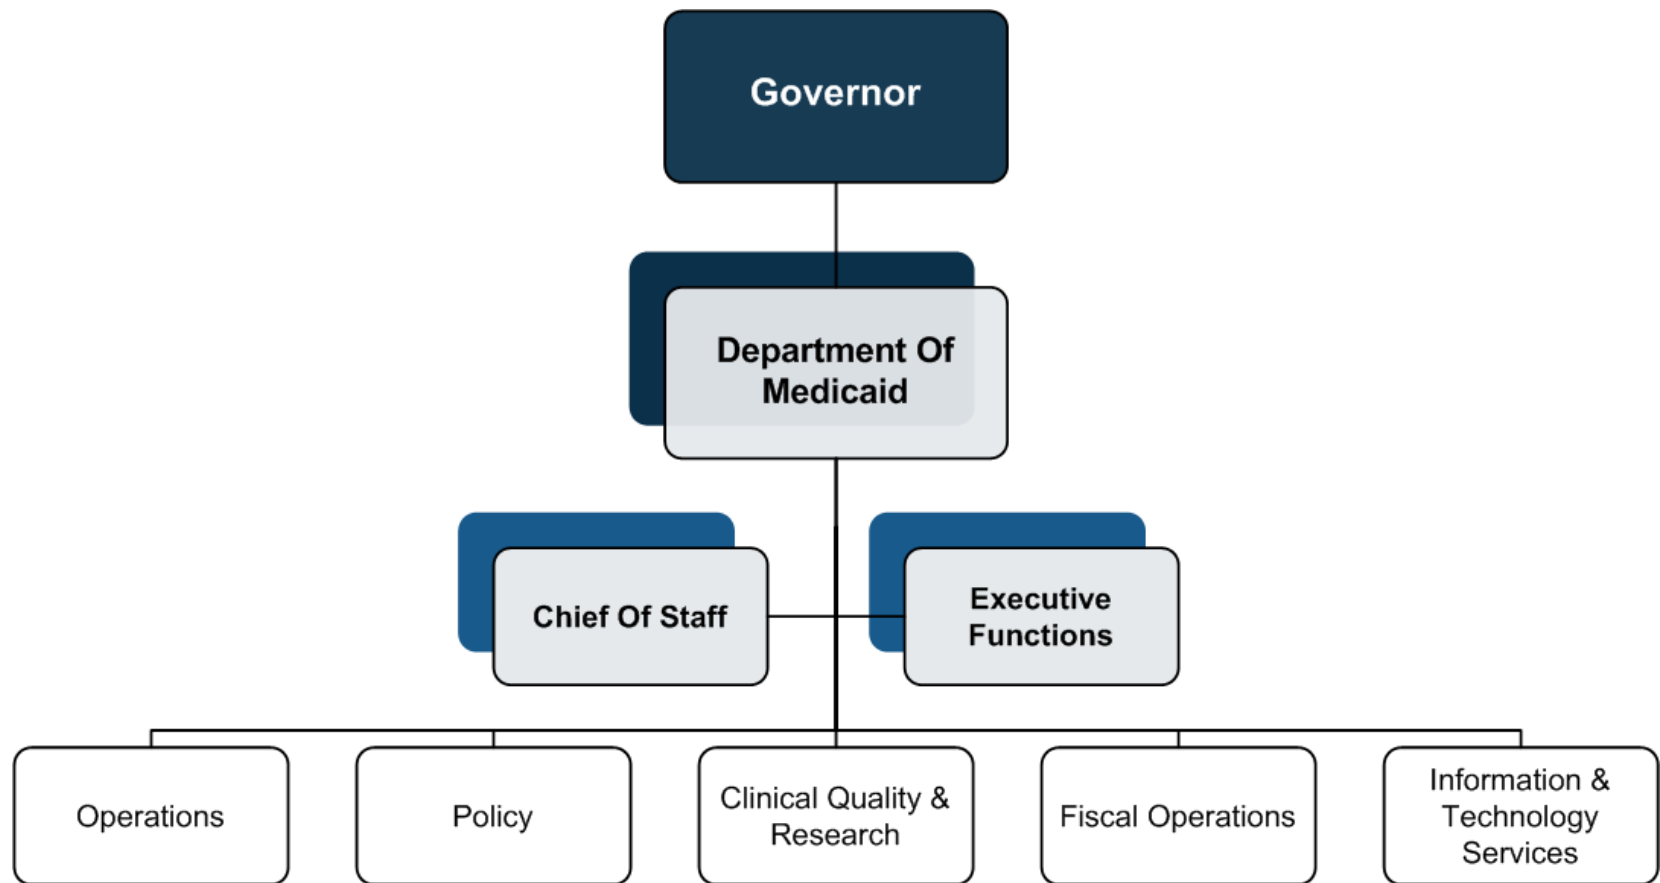 Governor
Department Of
Medicaid
Chief Of Staff
Executive
Functions
Operations
Policy
Clinical Quality &
Research
Fiscal Operations
Information &
Technology
Services